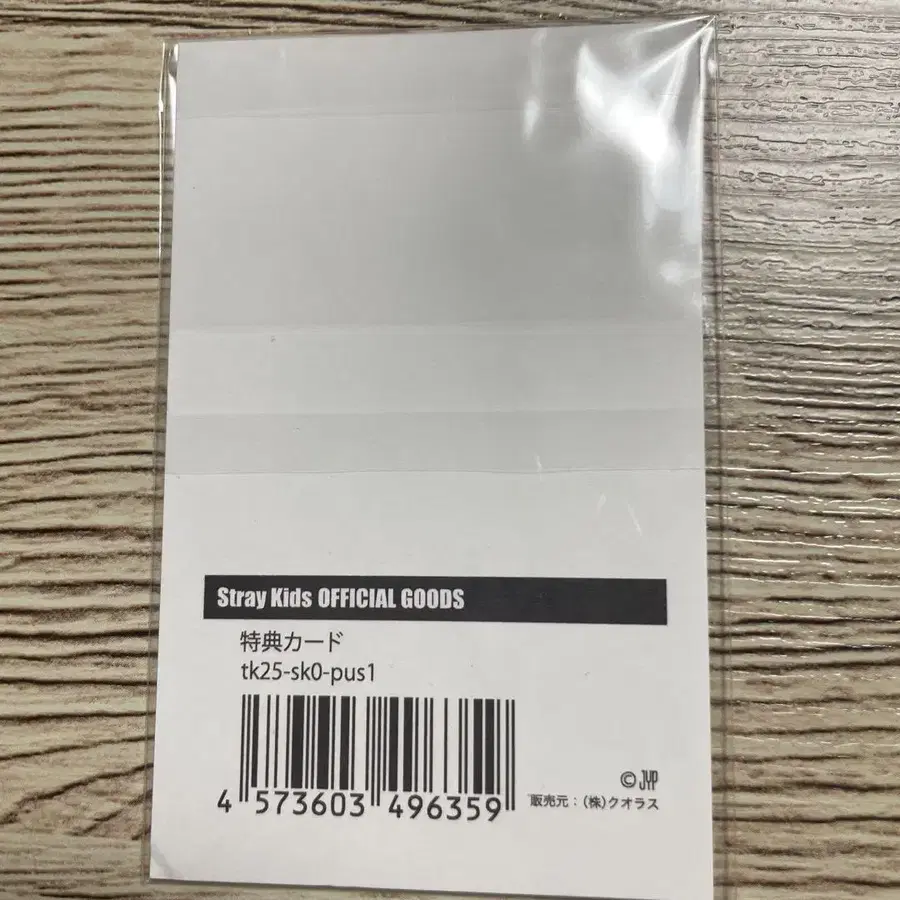 Stray Kids OFFICIAL GOODS
特典カード
tk25-sk0-pus1
4 573603 496359
© JYP
販売元：（株）クオラス